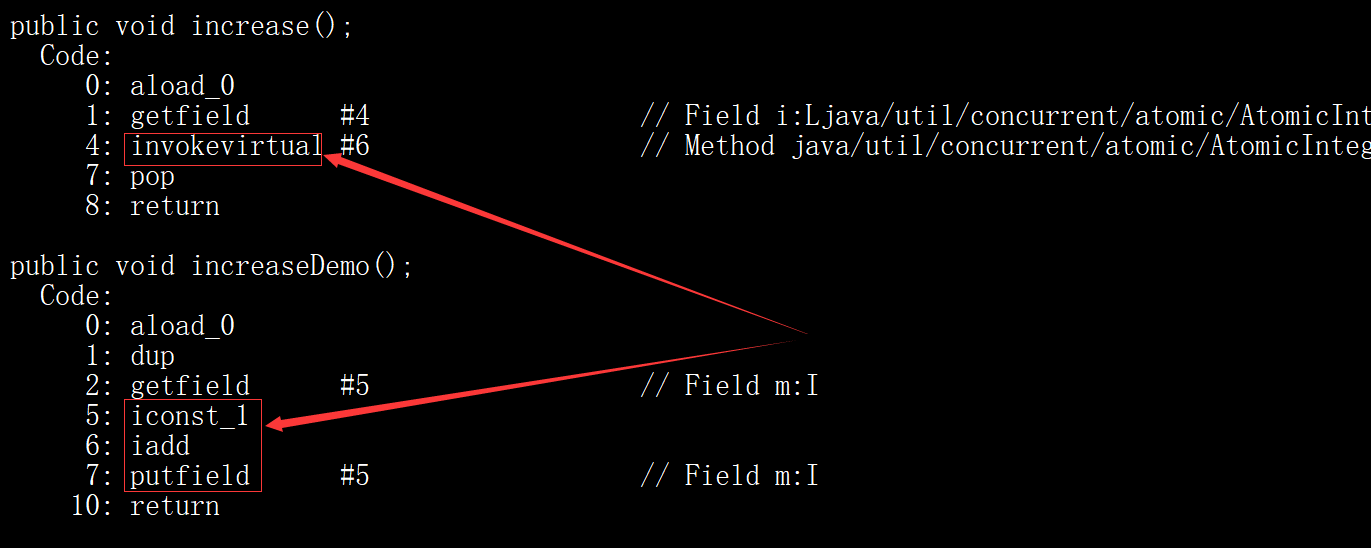 public void increase();
Code:
0: aload_0
1: getfield #4 // Field i:Ljava/util/concurrent/atomic/AtomicInt
4: invokevirtual #6 // Method java/util/concurrent/atomic/AtomicInteg
7: pop
8: return
public void increaseDemo();
Code:
0: aload_0
1: dup
2: getfield #5 // Field m:I
5: iconst_1
6: iadd
7: putfield #5 // Field m:I
10: return